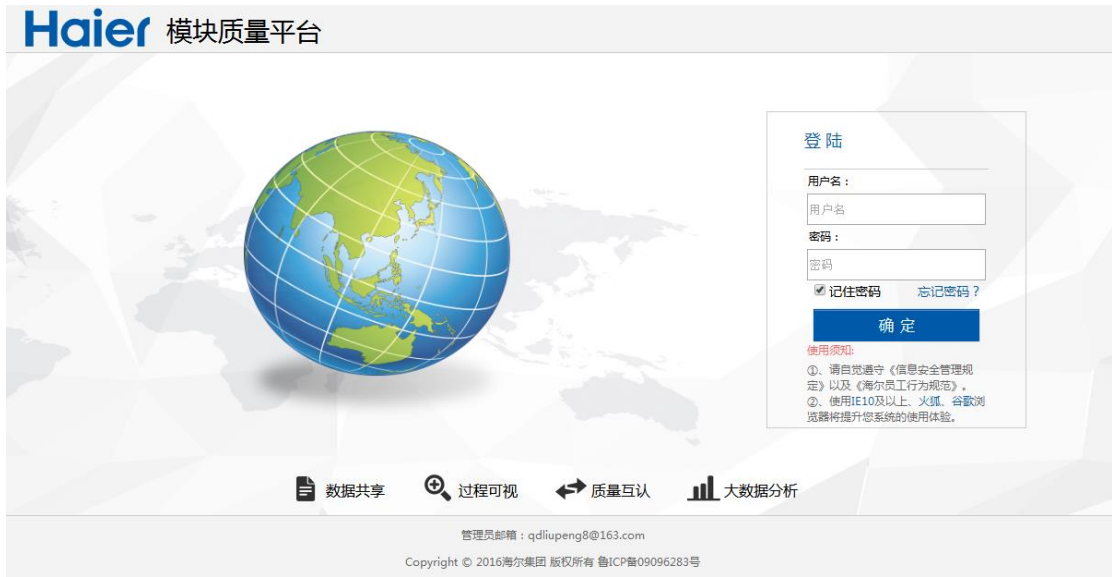 Haier 模块质量平台
登陆
用户名：
用户名
密码：
密码
记住密码 忘记密码？
确定
使用须知:
①、请自觉遵守《信息安全管理规
定》以及《海尔员工行为规范》。
②、使用IE10及以上、火狐、谷歌浏
览器将提升您系统的使用体验。
数据共享 过程可视 质量互认 大数据分析
管理员邮箱：qdliupeng8@163.com
Copyright © 2016海尔集团 版权所有 鲁ICP备09096283号